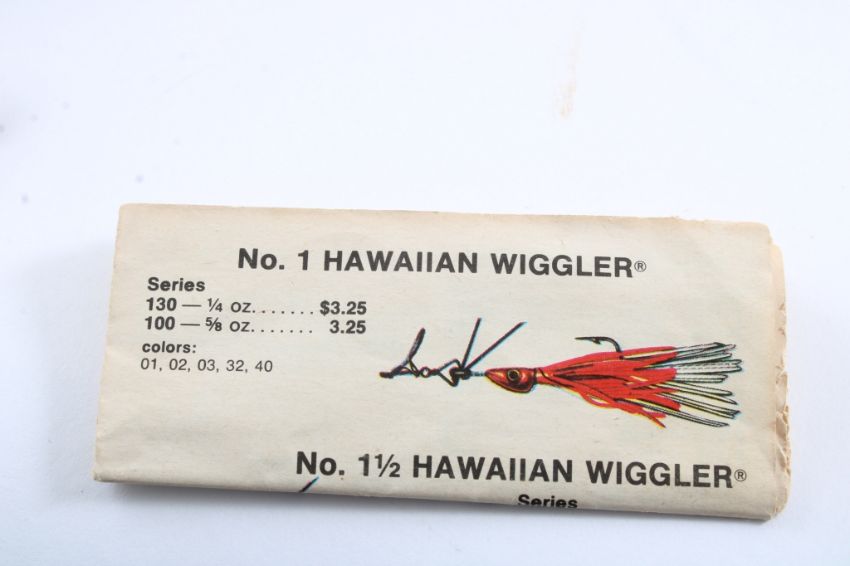 No. 1 HAWAIIAN WIGGLER®
Series
130 — ¼ oz. . . . . . . $3.25
100 — ⅝ oz. . . . . . . 3.25
colors:
01, 02, 03, 32, 40
No. 1½ HAWAIIAN WIGGLER®
Series